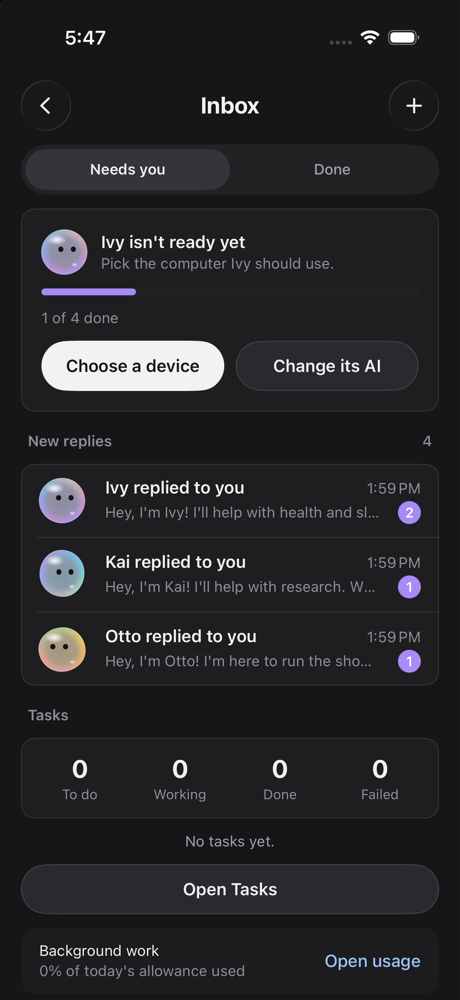 5:47
Inbox
Needs you
Done
Ivy isn't ready yet
Pick the computer Ivy should use.
1 of 4 done
Choose a device
Change its AI
New replies
4
Ivy replied to you
1:59 PM
Hey, I'm Ivy! I'll help with health and sl...
2
Kai replied to you
1:59 PM
Hey, I'm Kai! I'll help with research. W...
1
Otto replied to you
1:59 PM
Hey, I'm Otto! I'm here to run the sho...
1
Tasks
0
0
0
0
To do
Working
Done
Failed
No tasks yet.
Open Tasks
Background work
0% of today's allowance used
Open usage